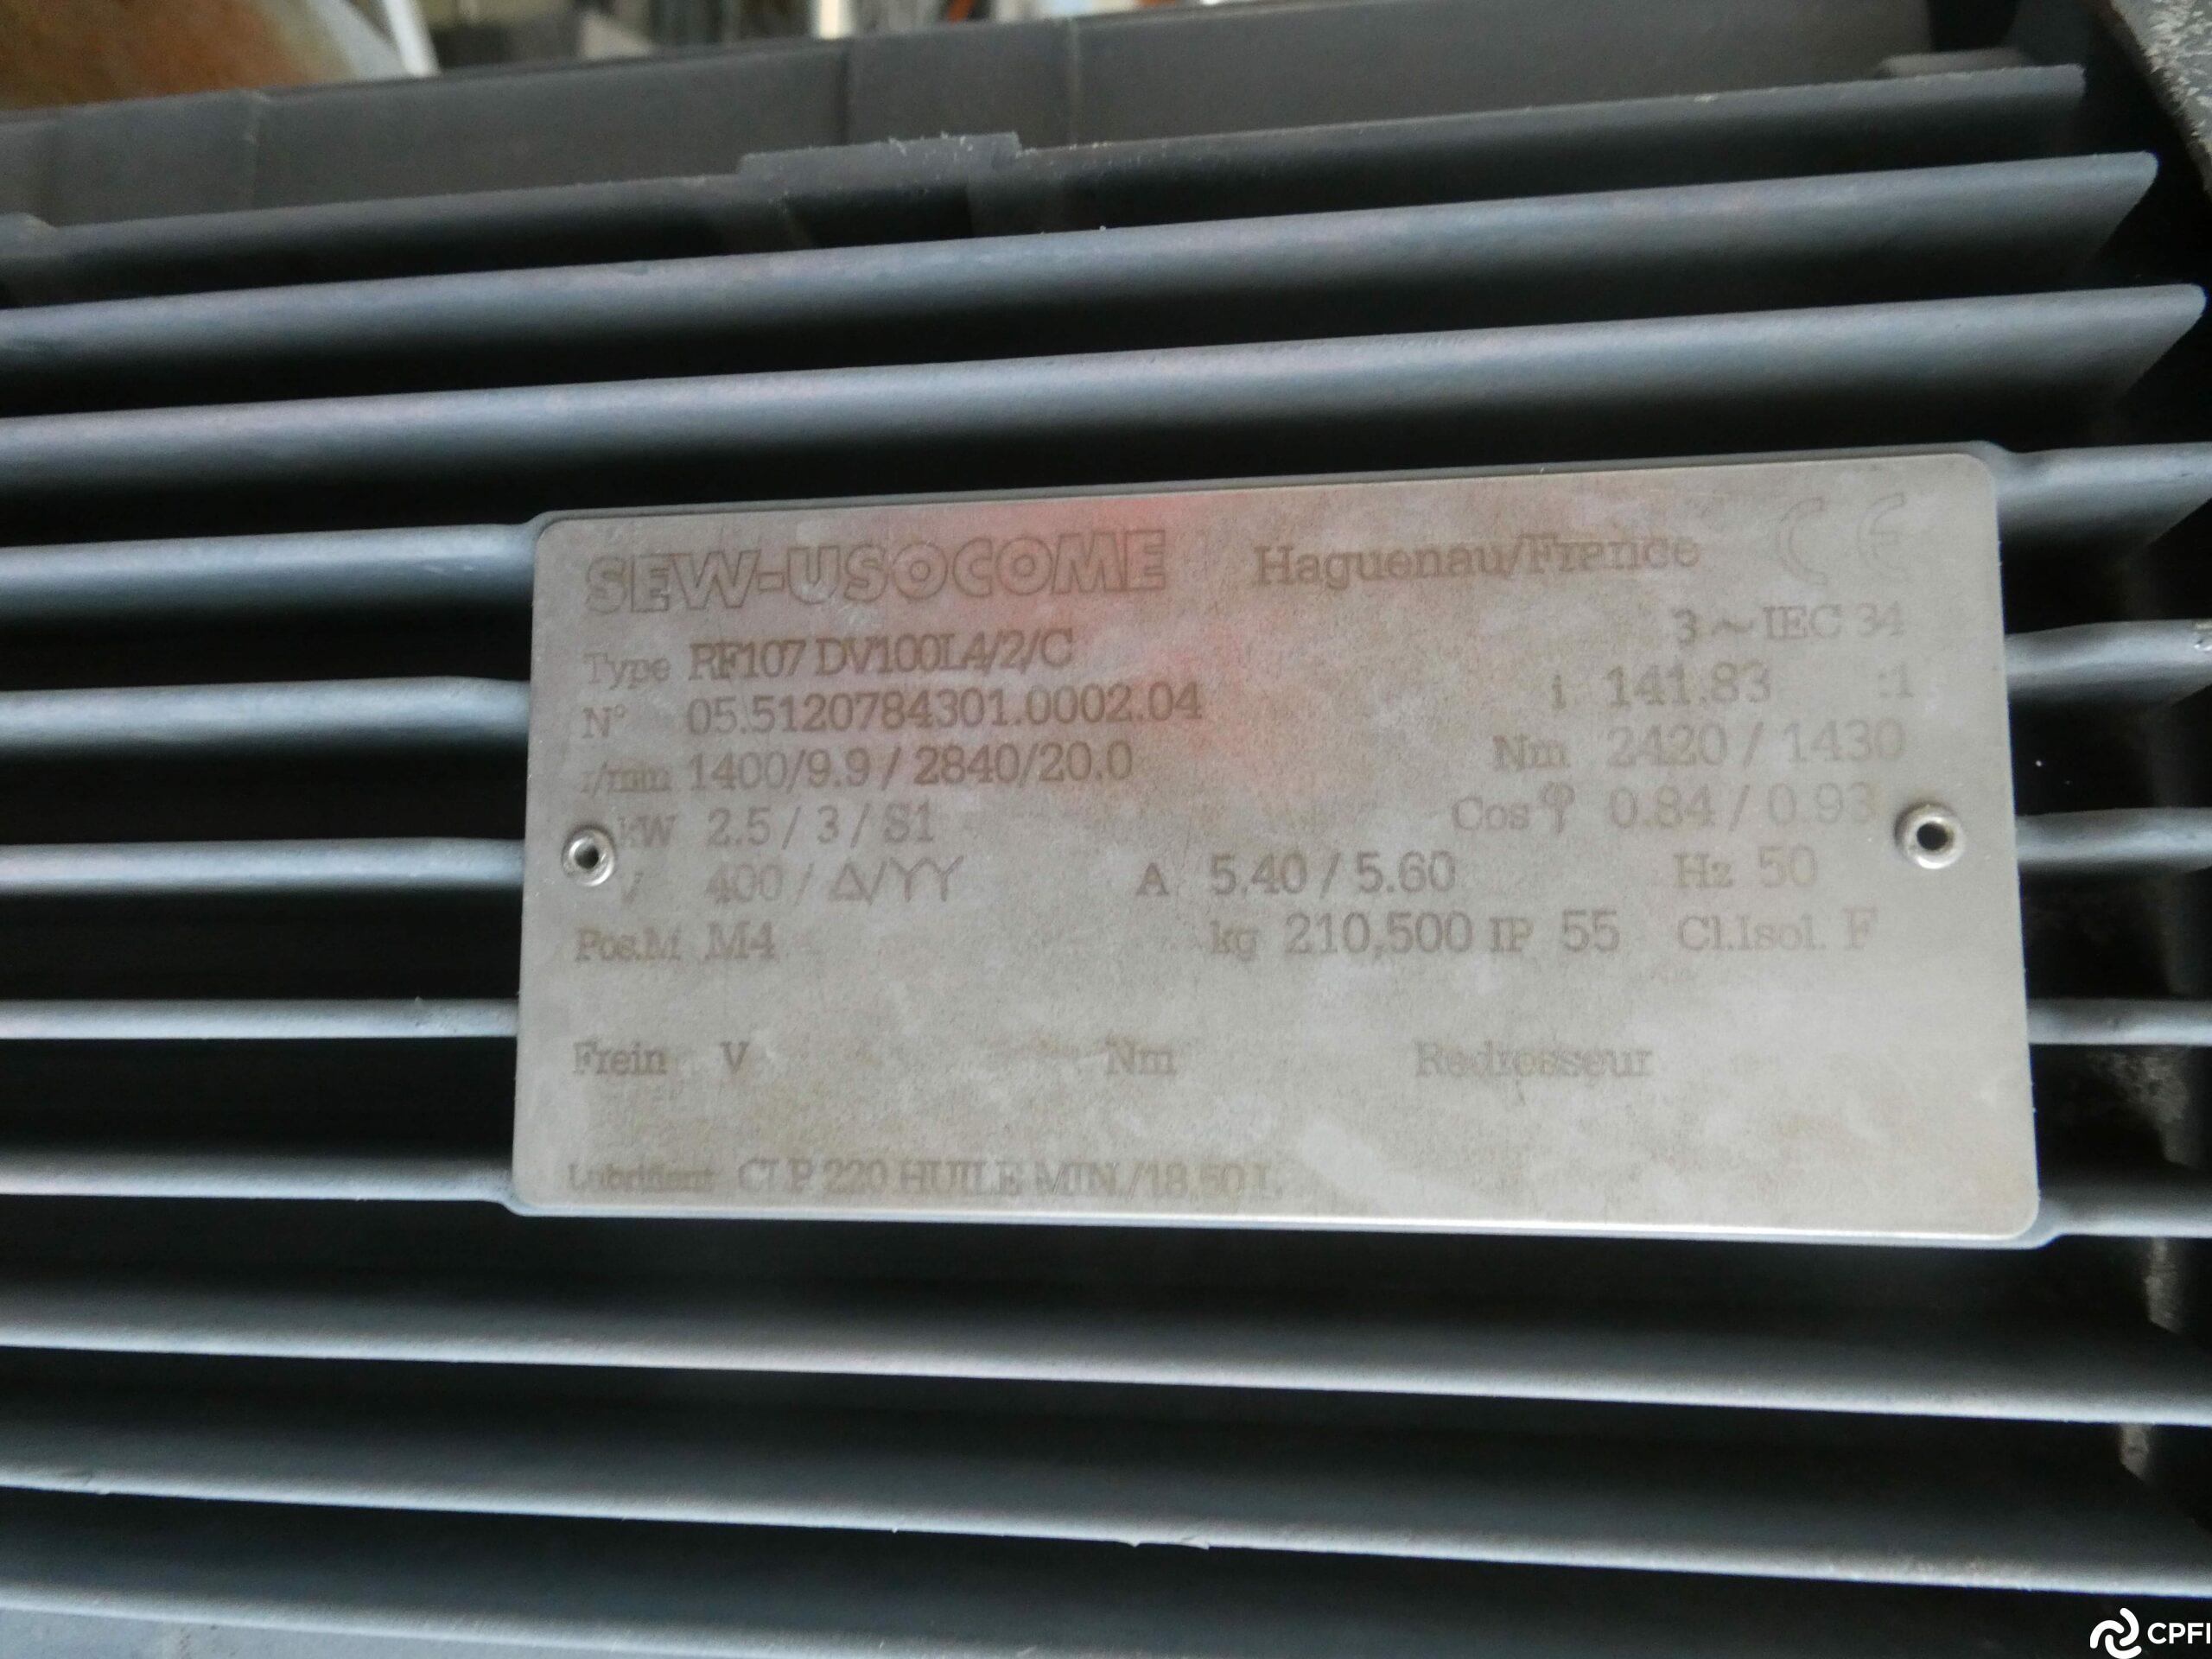 SEW-USOCOME Haguenau/France CE
3 ~ IEC 34
Type RF107 DV100L4/2/C
N° 05.5120784301.0002.04 i 141.83 :1
r/min 1400/9.9 / 2840/20.0 Nm 2420 / 1430
kW 2.5 / 3 / S1 Cos φ 0.84 / 0.93
V 400 / Δ/YY A 5.40 / 5.60 Hz 50
Pos.M M4 kg 210,500 IP 55 Cl.Isol. F
Frein V Nm Redresseur
Lubrifiant CLP 220 HUILE MIN./18,60 L
CPFI